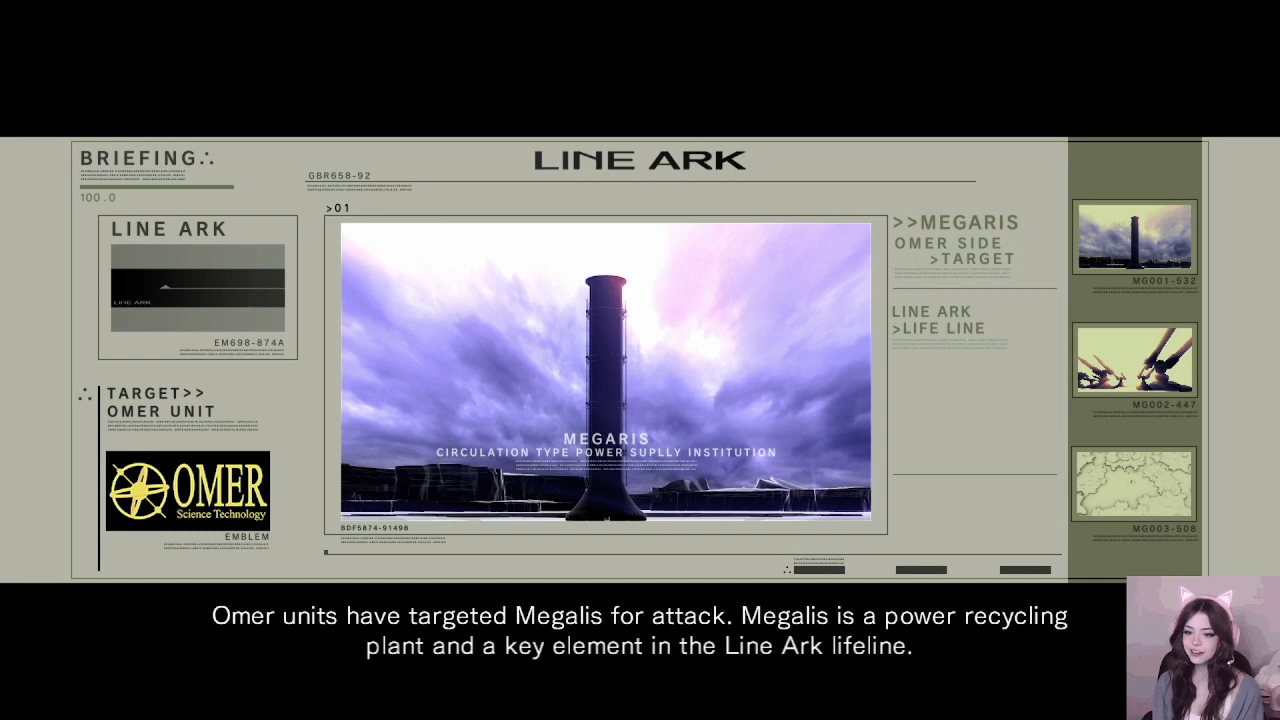 BRIEFING∴
100.0
LINE ARK
GBR658-92
>01
LINE ARK
LINE ARK
EM698-874A
TARGET>>
OMER UNIT
OMER
Science Technology
EMBLEM
MEGARIS
CIRCULATION TYPE POWER SUPLLY INSTITUTION
BDF5874-91498
>>MEGARIS
OMER SIDE
>TARGET
LINE ARK
>LIFE LINE
MG001-532
MG002-447
MG003-508
Omer units have targeted Megalis for attack. Megalis is a power recycling
plant and a key element in the Line Ark lifeline.